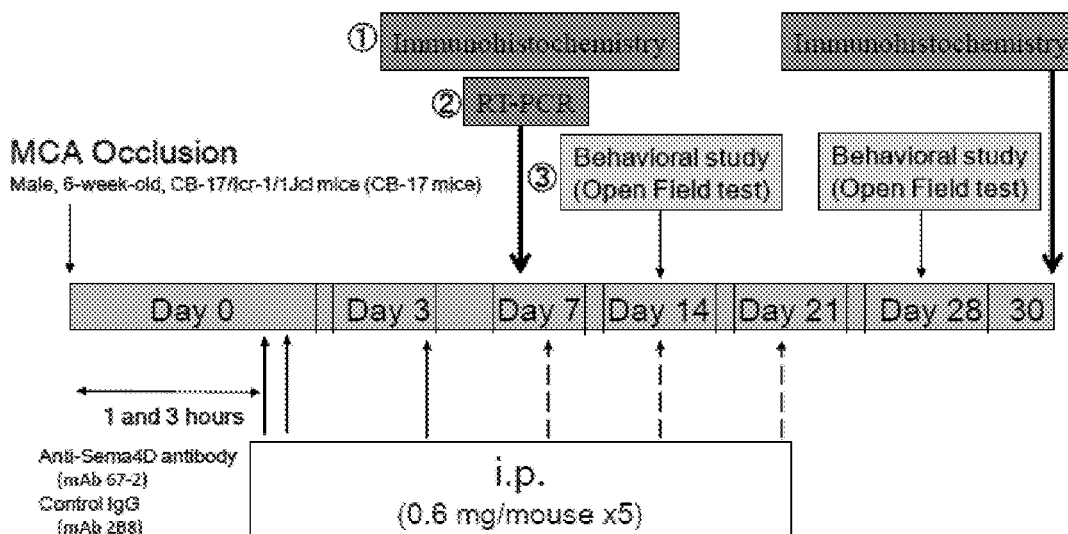 ① Immunohistochemistry
Immunohistochemistry
② RT-PCR
MCA Occlusion
Male, 6-week-old, CB-17/Icr-1/1Jcl mice (CB-17 mice)
③ Behavioral study
(Open Field test)
Behavioral study
(Open Field test)
Day 0
Day 3
Day 7
Day 14
Day 21
Day 28
30
1 and 3 hours
Anti-Sema4D antibody
(mAb 67-2)
Control IgG
(mAb 2B8)
i.p.
(0.6 mg/mouse x5)